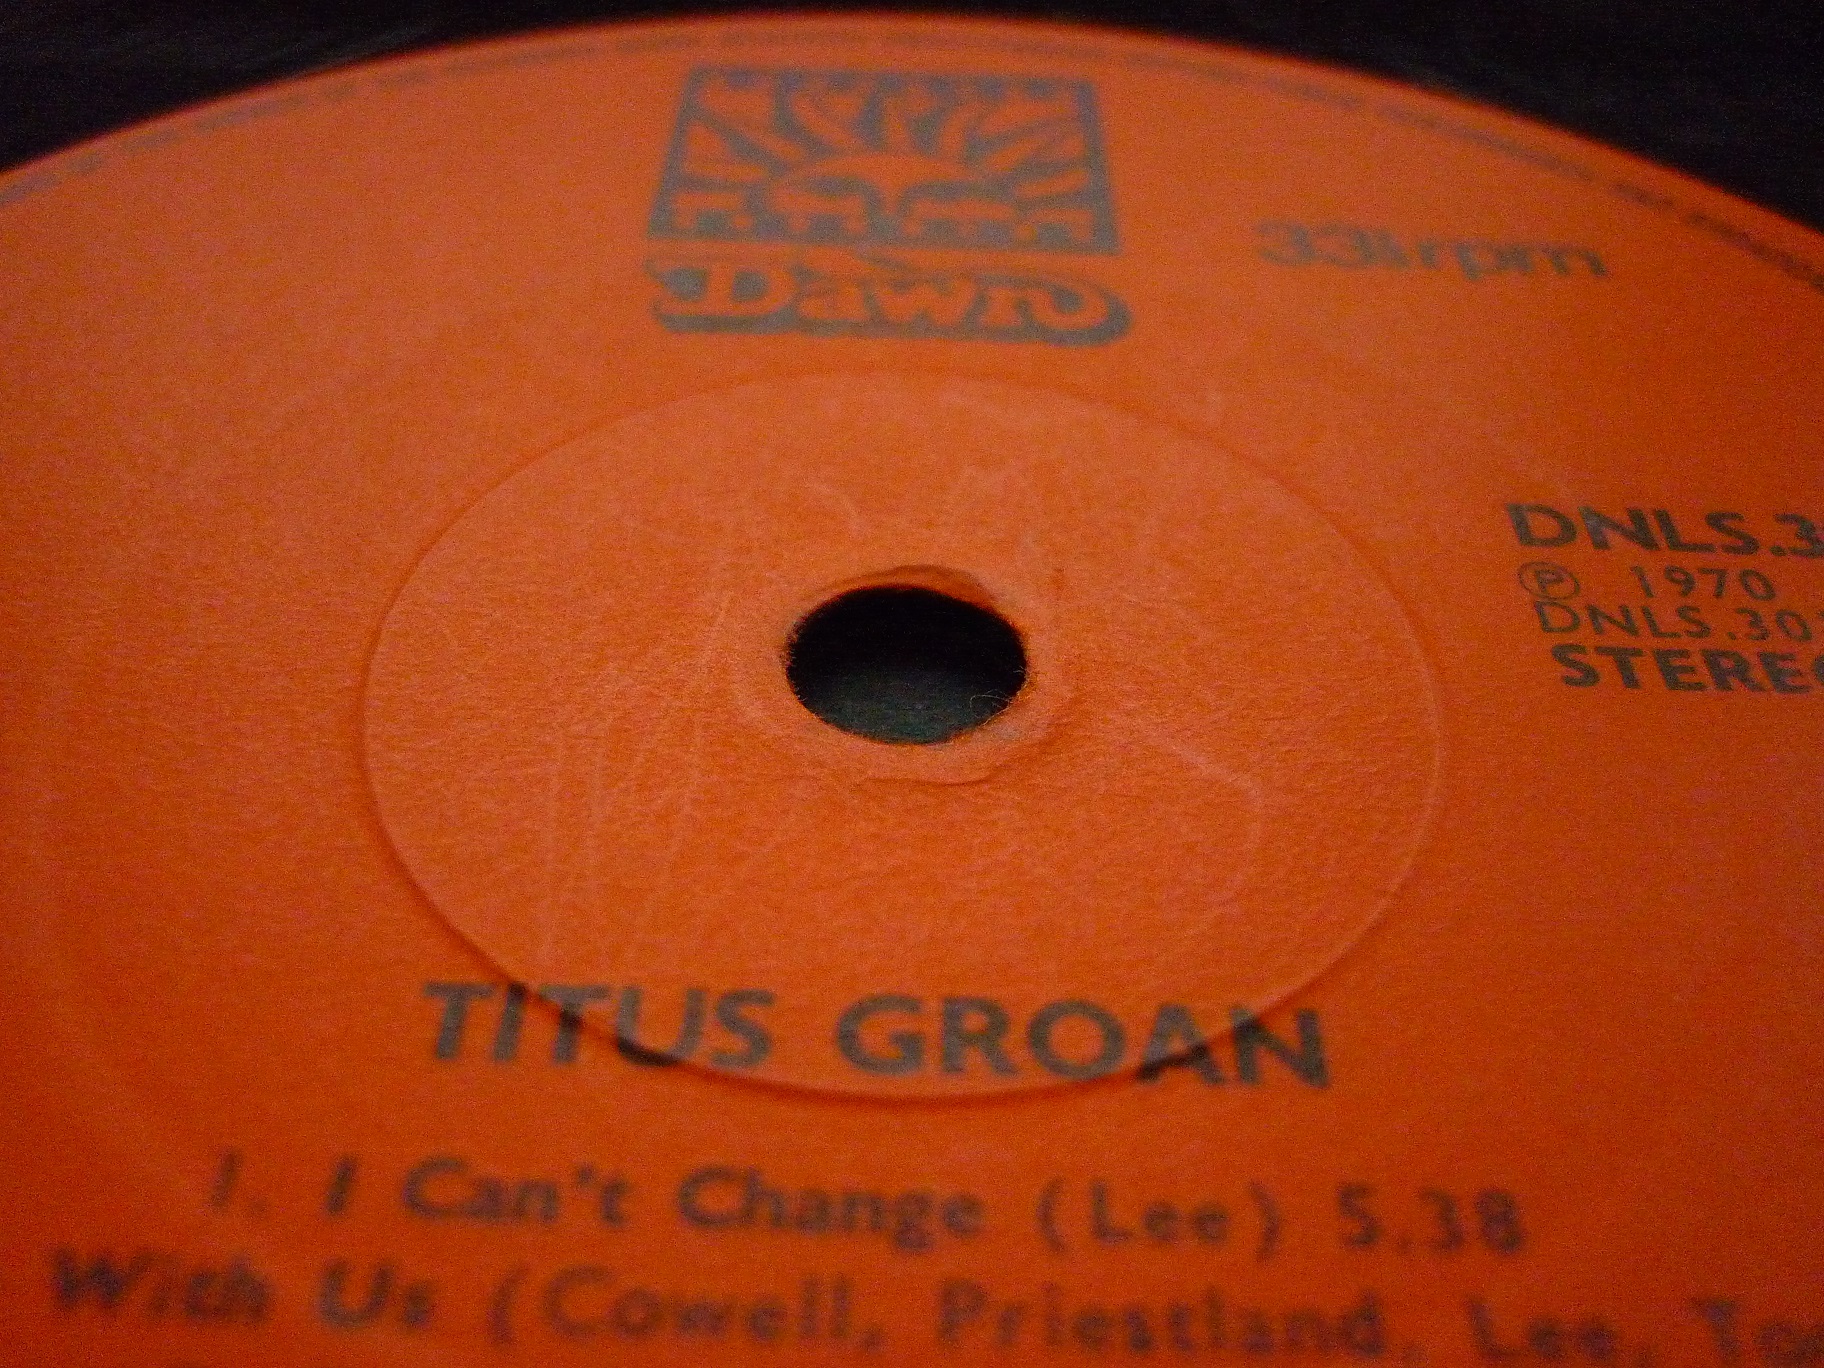 Dawn
33⅓rpm
DNLS.3
℗ 1970
DNLS.30
STEREO
TITUS GROAN
1. I Can't Change (Lee) 5.38
With Us (Cowell, Priestland, Lee,